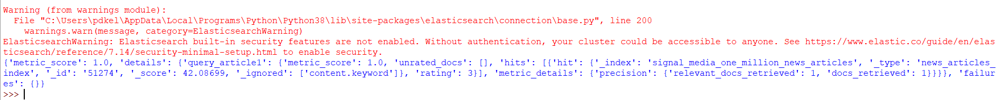 Warning (from warnings module):
  File "C:\Users\pdkel\AppData\Local\Programs\Python\Python38\lib\site-packages\elasticsearch\connection\base.py", line 200
    warnings.warn(message, category=ElasticsearchWarning)
ElasticsearchWarning: Elasticsearch built-in security features are not enabled. Without authentication, your cluster could be accessible to anyone. See https://www.elastic.co/guide/en/elas
ticsearch/reference/7.14/security-minimal-setup.html to enable security.
{'metric_score': 1.0, 'details': {'query_article1': {'metric_score': 1.0, 'unrated_docs': [], 'hits': [{'hit': {'_index': 'signal_media_one_million_news_articles', '_type': 'news_articles_
index', '_id': '51274', '_score': 42.08699, '_ignored': ['content.keyword']}, 'rating': 3}], 'metric_details': {'precision': {'relevant_docs_retrieved': 1, 'docs_retrieved': 1}}}}, 'failur
es': {}}
>>>